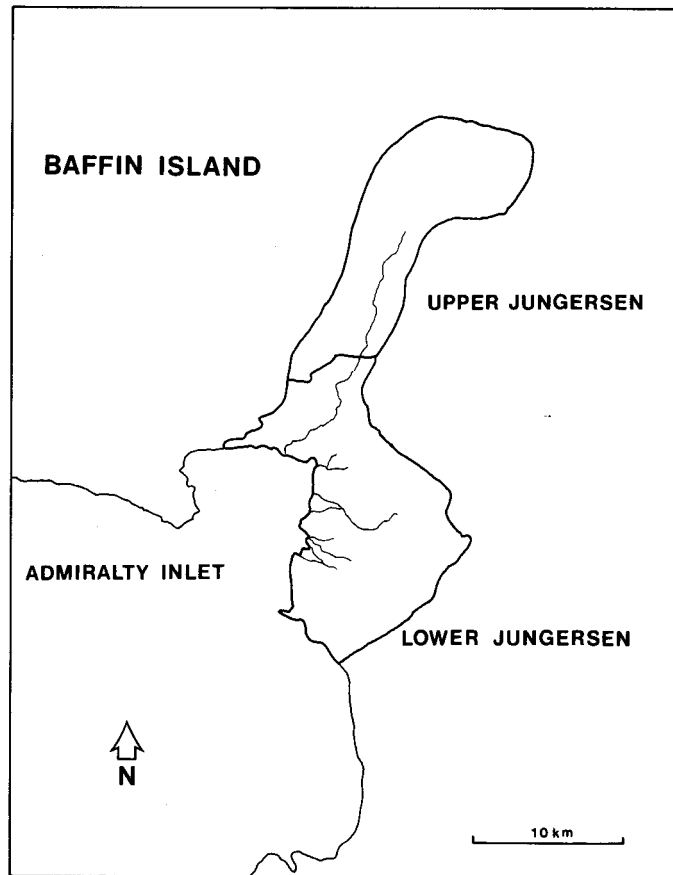 BAFFIN ISLAND
UPPER JUNGERSEN
ADMIRALTY INLET
LOWER JUNGERSEN
N
10 km